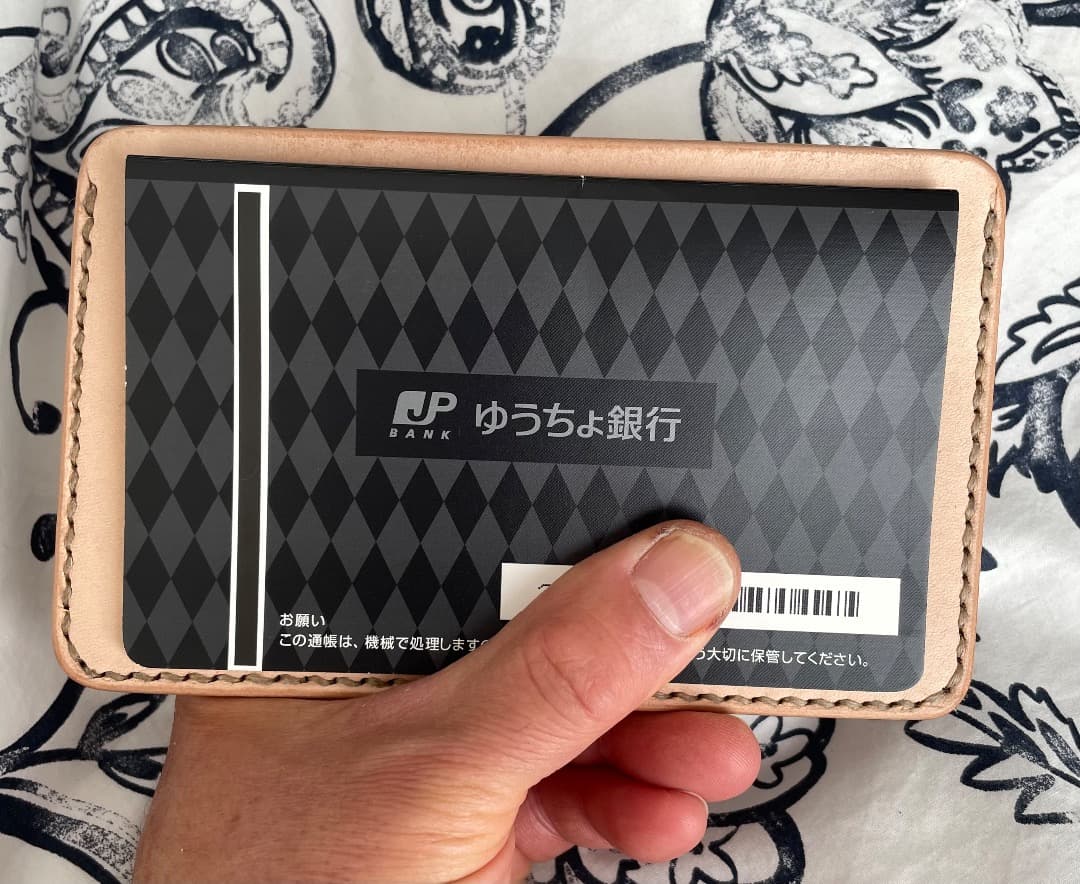 JP ゆうちょ銀行
BANK
お願い
この通帳は、機械で処理します
大切に保管してください。